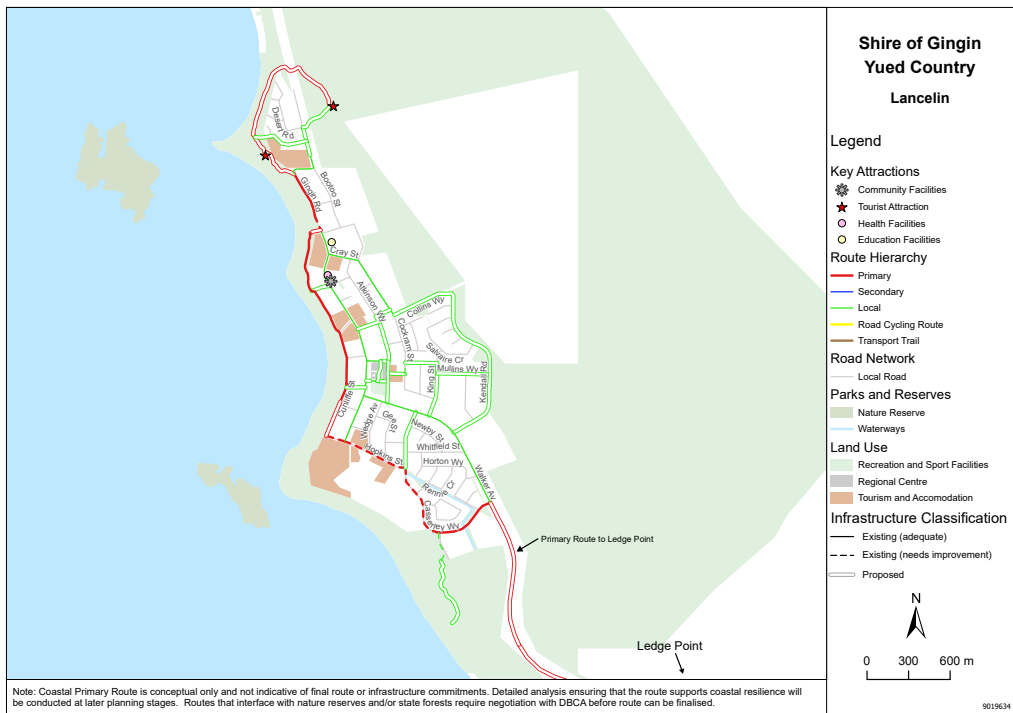 Shire of Gingin
Yued Country
Lancelin
Legend
Key Attractions
Community Facilities
Tourist Attraction
Health Facilities
Education Facilities
Route Hierarchy
Primary
Secondary
Local
Road Cycling Route
Transport Trail
Road Network
Local Road
Parks and Reserves
Nature Reserve
Waterways
Land Use
Recreation and Sport Facilities
Regional Centre
Tourism and Accomodation
Infrastructure Classification
Existing (adequate)
Existing (needs improvement)
Proposed
N
0 300 600 m
9019634
Desert Rd
Bootoo St
Gingin Rd
Cray St
Atkinson Wy
Collins Wy
Cockram St
Salvaire Cr
Mullins Wy
King St
Kendall Rd
Cunliffe St
Wedge Av
Gee St
Newby St
Whitfield St
Hopkins St
Horton Wy
Walker Av
Rennie Cr
Casserley Wy
Primary Route to Ledge Point
Ledge Point
Note: Coastal Primary Route is conceptual only and not indicative of final route or infrastructure commitments. Detailed analysis ensuring that the route supports coastal resilience will
be conducted at later planning stages. Routes that interface with nature reserves and/or state forests require negotiation with DBCA before route can be finalised.